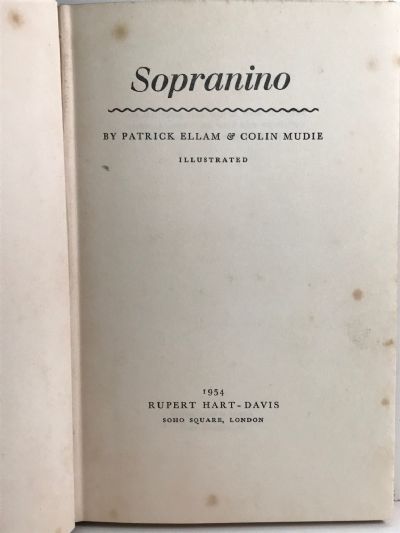 Sopranino
BY PATRICK ELLAM & COLIN MUDIE
ILLUSTRATED
1954
RUPERT HART-DAVIS
SOHO SQUARE, LONDON